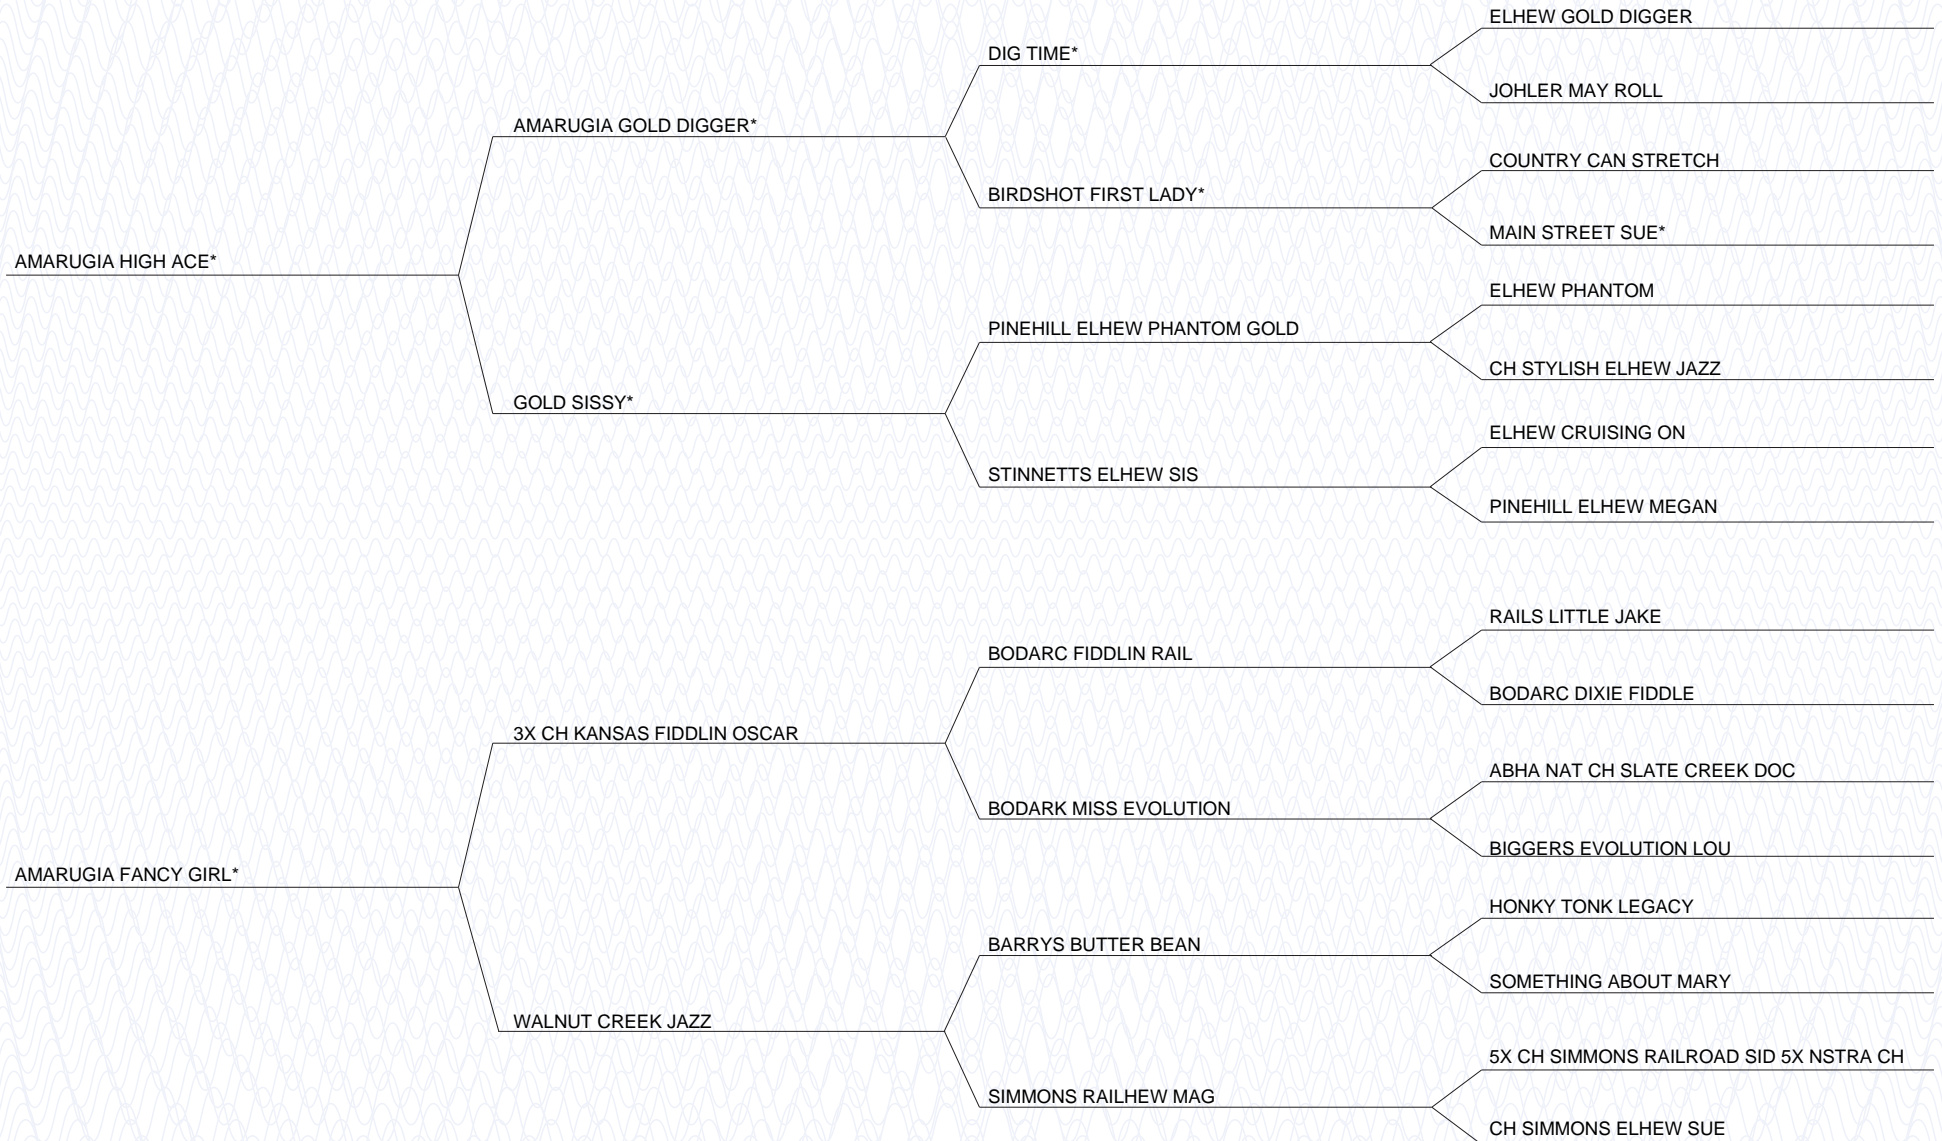 AMARUGIA HIGH ACE*
AMARUGIA GOLD DIGGER*
DIG TIME*
ELHEW GOLD DIGGER
JOHLER MAY ROLL
BIRDSHOT FIRST LADY*
COUNTRY CAN STRETCH
MAIN STREET SUE*
GOLD SISSY*
PINEHILL ELHEW PHANTOM GOLD
ELHEW PHANTOM
CH STYLISH ELHEW JAZZ
STINNETTS ELHEW SIS
ELHEW CRUISING ON
PINEHILL ELHEW MEGAN
AMARUGIA FANCY GIRL*
3X CH KANSAS FIDDLIN OSCAR
BODARC FIDDLIN RAIL
RAILS LITTLE JAKE
BODARC DIXIE FIDDLE
BODARK MISS EVOLUTION
ABHA NAT CH SLATE CREEK DOC
BIGGERS EVOLUTION LOU
WALNUT CREEK JAZZ
BARRYS BUTTER BEAN
HONKY TONK LEGACY
SOMETHING ABOUT MARY
SIMMONS RAILHEW MAG
5X CH SIMMONS RAILROAD SID 5X NSTRA CH
CH SIMMONS ELHEW SUE